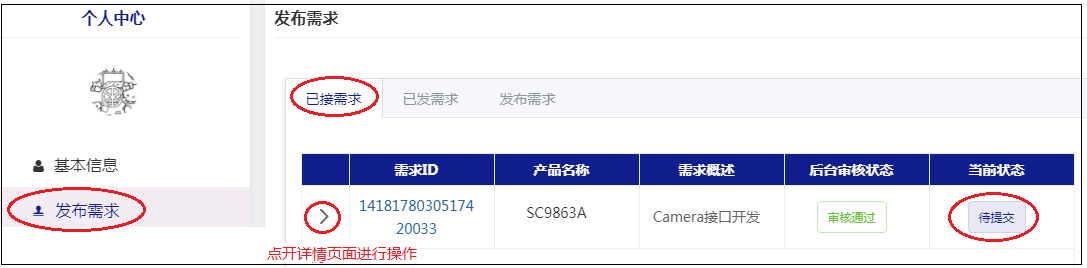 个人中心
发布需求
已接需求 已发需求 发布需求
基本信息
发布需求
需求ID 产品名称 需求概述 后台审核状态 当前状态
14181780305174
20033
SC9863A Camera接口开发 审核通过 待提交
点开详情页面进行操作